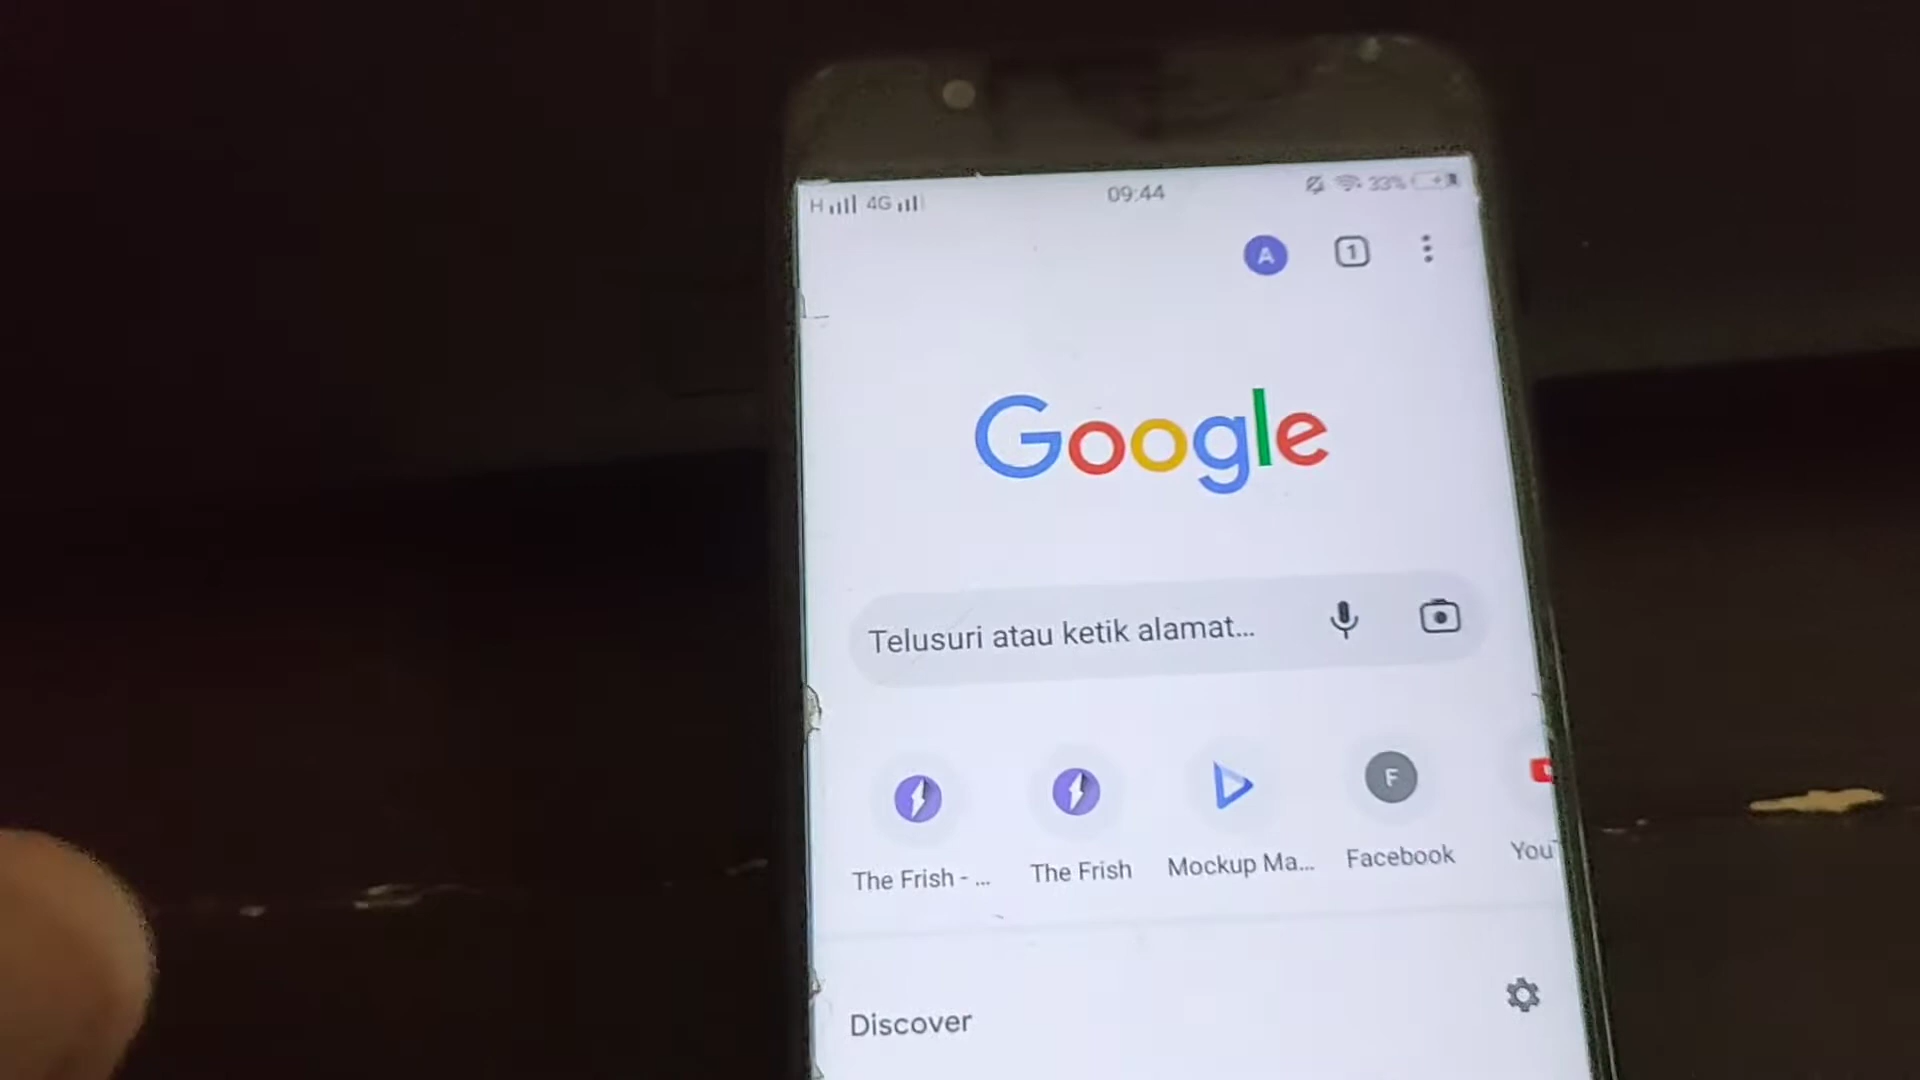 H 4G 09:44 33%
A 1
Google
Telusuri atau ketik alamat...
F
The Frish - ... The Frish Mockup Ma... Facebook You
Discover